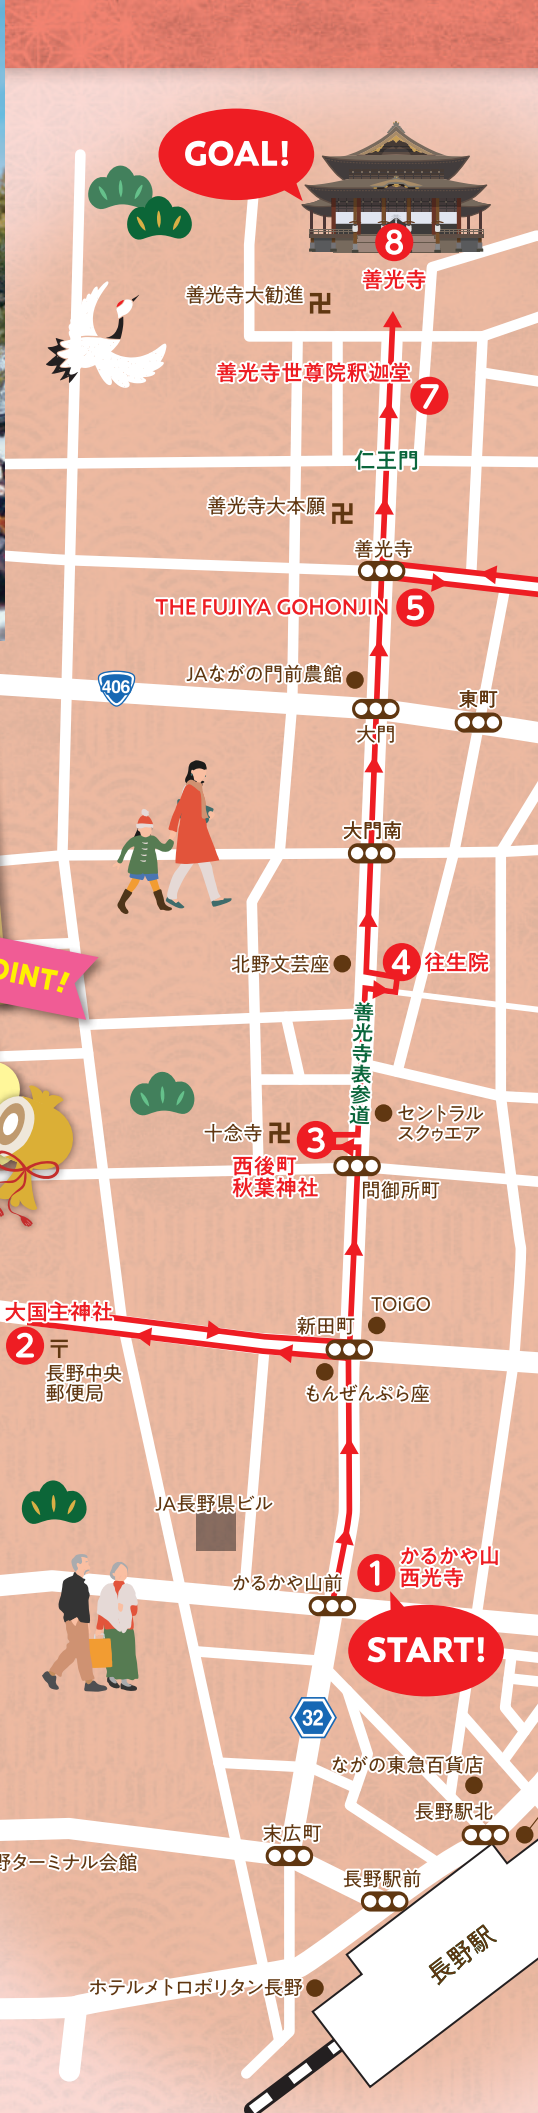 GOAL!
8
善光寺
善光寺大勧進
卍
善光寺世尊院釈迦堂
7
仁王門
善光寺大本願
卍
善光寺
THE FUJIYA GOHONJIN
5
JAながの門前農館
406
東町
大門
大門南
OINT!
北野文芸座
4
往生院
善光寺表参道
セントラル
スクゥエア
十念寺
卍
3
西後町
秋葉神社
問御所町
TOiGO
大国主神社
新田町
2
〒
長野中央
郵便局
もんぜんぷら座
JA長野県ビル
かるかや山
西光寺
1
かるかや山前
START!
32
ながの東急百貨店
長野駅北
末広町
野ターミナル会館
長野駅前
長野駅
ホテルメトロポリタン長野